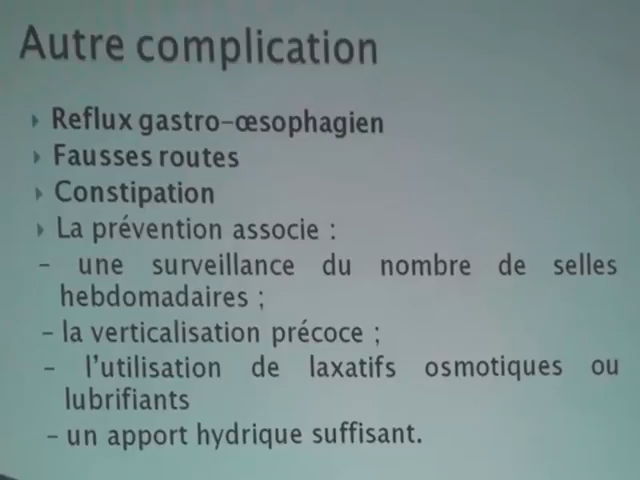 Autre complication
Reflux gastro-œsophagien
Fausses routes
Constipation
La prévention associe :
- une surveillance du nombre de selles
hebdomadaires ;
- la verticalisation précoce ;
- l'utilisation de laxatifs osmotiques ou
lubrifiants
- un apport hydrique suffisant.